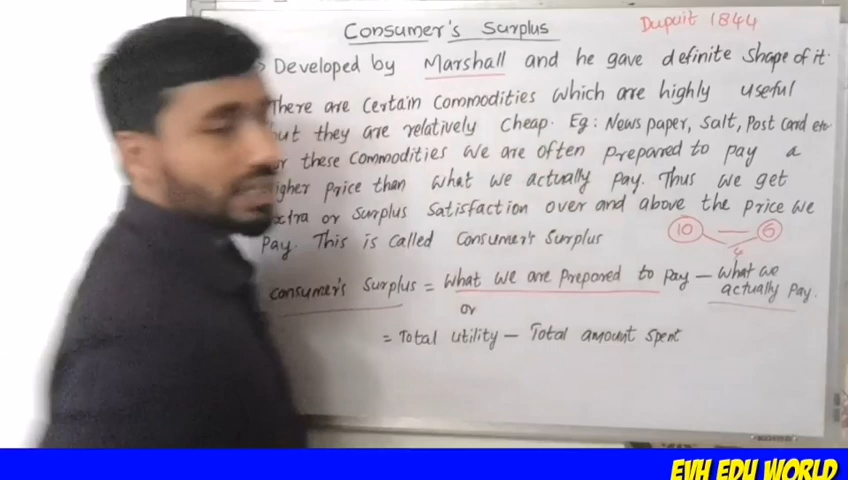 Consumer's Surplus
Dupuit 1844
Developed by Marshall and he gave definite shape of it.
There are certain commodities which are highly useful
but they are relatively cheap. Eg: News paper, Salt, Post Card etc
these commodities we are often prepared to pay a
price than what we actually pay. Thus we get
or surplus satisfaction over and above the price we
pay. This is called Consumer's Surplus
10 — 6
4
Consumer's Surplus = What we are prepared to pay — what we
actually pay.
or
= Total utility — Total amount spent
EVH EDU WORLD